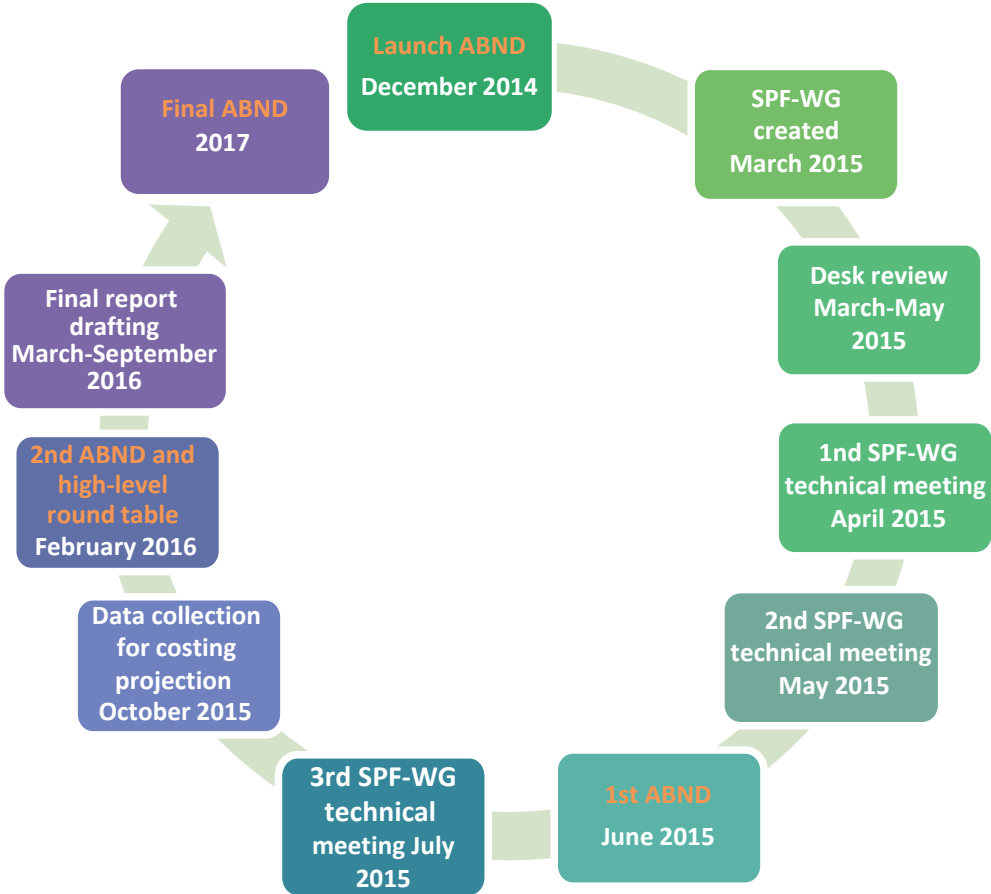 Launch ABND
December 2014
SPF-WG
created
March 2015
Desk review
March-May
2015
1nd SPF-WG
technical meeting
April 2015
2nd SPF-WG
technical meeting
May 2015
1st ABND
June 2015
3rd SPF-WG
technical
meeting July
2015
Data collection
for costing
projection
October 2015
2nd ABND and
high-level
round table
February 2016
Final report
drafting
March-September
2016
Final ABND
2017